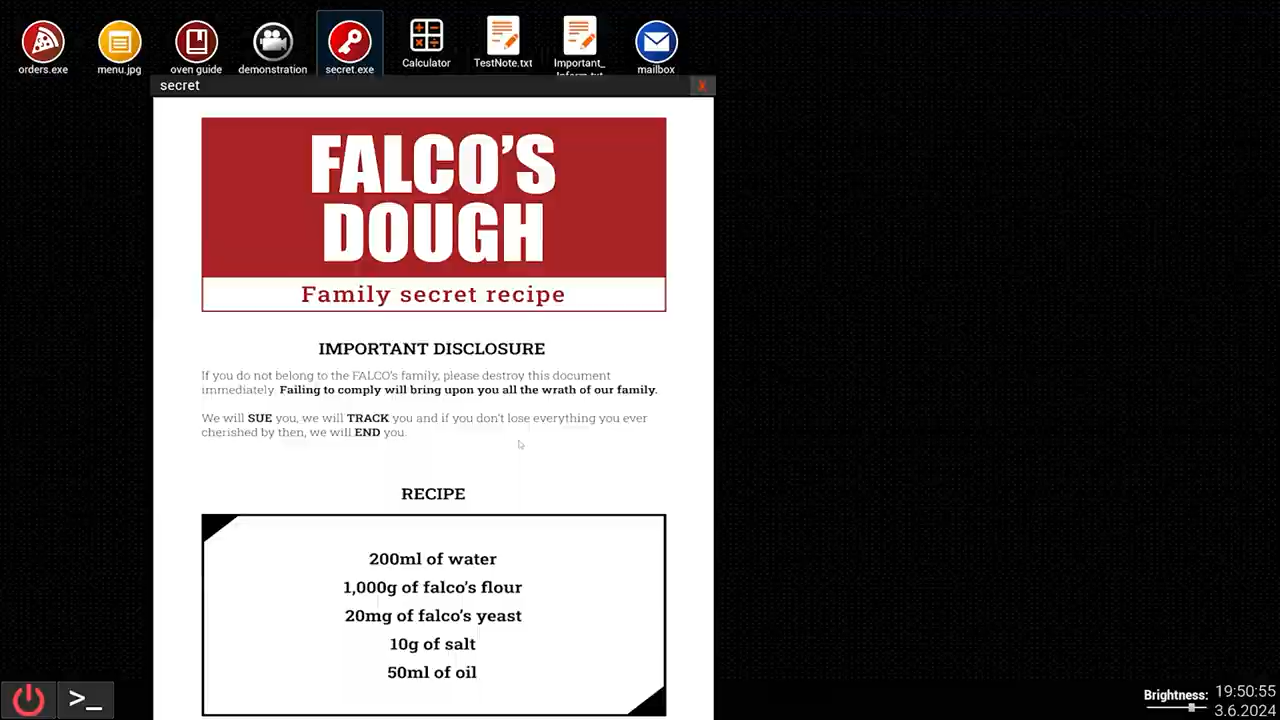 orders.exe
menu.jpg
oven guide
demonstration
secret.exe
Calculator
TestNote.txt
Important_
Inform.txt
mailbox
secret
X
FALCO'S
DOUGH
Family secret recipe
IMPORTANT DISCLOSURE
If you do not belong to the FALCO's family, please destroy this document
immediately. Failing to comply will bring upon you all the wrath of our family.
We will SUE you, we will TRACK you and if you don't lose everything you ever
cherished by then, we will END you.
RECIPE
200ml of water
1,000g of falco's flour
20mg of falco's yeast
10g of salt
50ml of oil
>_
Brightness:
19:50:55
3.6.2024